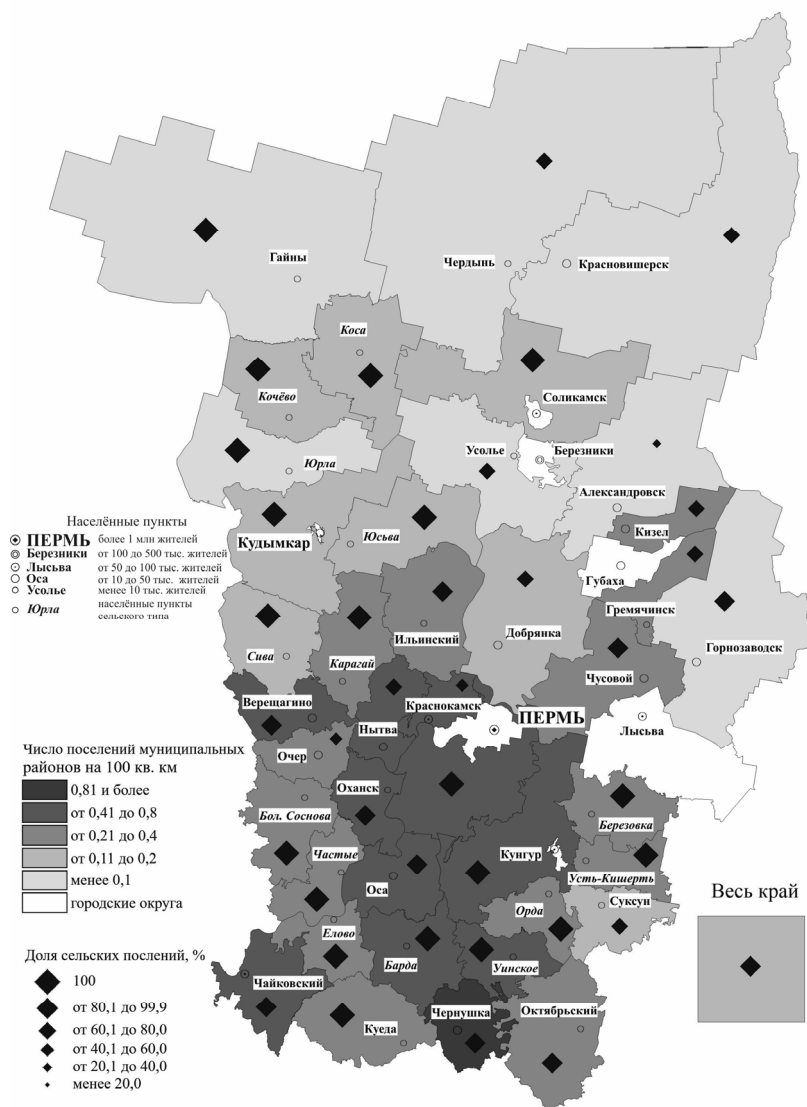 Гайны
Чердынь
Красновишерск
Коса
Кочёво
Соликамск
Юрла
Усолье
Березники
Александровск
Населённые пункты
ПЕРМЬ более 1 млн жителей
Березники от 100 до 500 тыс. жителей
Лысьва от 50 до 100 тыс. жителей
Оса от 10 до 50 тыс. жителей
Усолье менее 10 тыс. жителей
Юрла населённые пункты
сельского типа
Кудымкар
Юсьва
Кизел
Губаха
Гремячинск
Ильинский
Добрянка
Горнозаводск
Сива
Карагай
Чусовой
Верещагино
Краснокамск
ПЕРМЬ
Лысьва
Нытва
Очер
Число поселений муниципальных
районов на 100 кв. км
0,81 и более
от 0,41 до 0,8
от 0,21 до 0,4
от 0,11 до 0,2
менее 0,1
городские округа
Оханск
Бол. Соснова
Березовка
Частые
Кунгур
Оса
Усть-Кишерть
Суксун
Весь край
Орда
Елово
Барда
Уинское
Доля сельских послений, %
100
от 80,1 до 99,9
от 60,1 до 80,0
от 40,1 до 60,0
от 20,1 до 40,0
менее 20,0
Чайковский
Чернушка
Октябрьский
Куеда